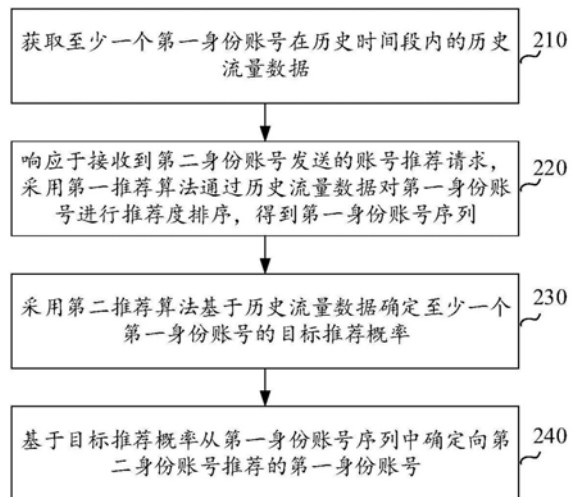 获取至少一个第一身份账号在历史时间段内的历史
流量数据
210
响应于接收到第二身份账号发送的账号推荐请求，
采用第一推荐算法通过历史流量数据对第一身份账
号进行推荐度排序，得到第一身份账号序列
220
采用第二推荐算法基于历史流量数据确定至少一个
第一身份账号的目标推荐概率
230
基于目标推荐概率从第一身份账号序列中确定向第
二身份账号推荐的第一身份账号
240